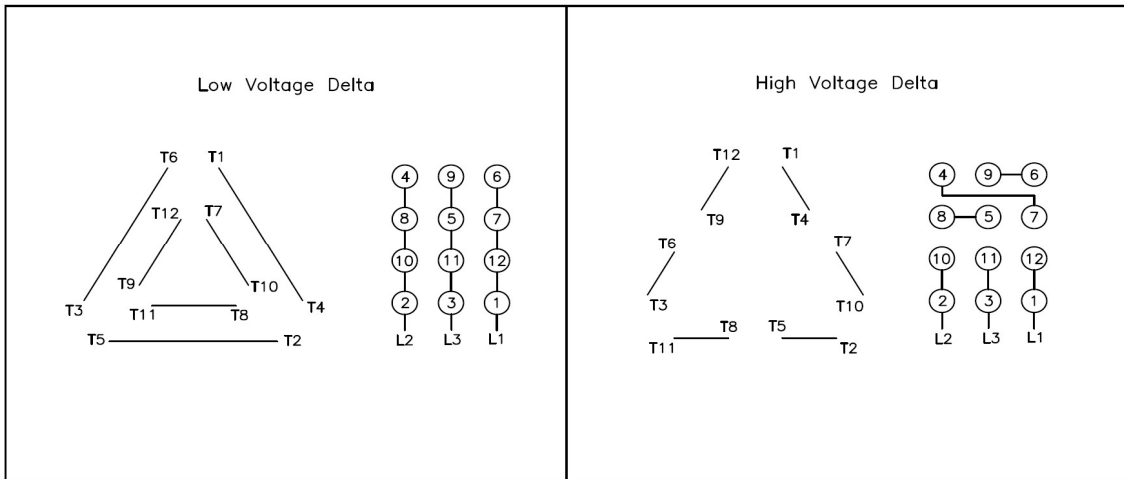 Low Voltage Delta
T6 T1
T12 T7
T9 T10
T3 T11 T8 T4
T5 T2
4 9 6
8 5 7
10 11 12
2 3 1
L2 L3 L1
High Voltage Delta
T12 T1
T9 T4
T6 T7
T3 T10
T11 T8 T5 T2
4 9 6
8 5 7
10 11 12
2 3 1
L2 L3 L1